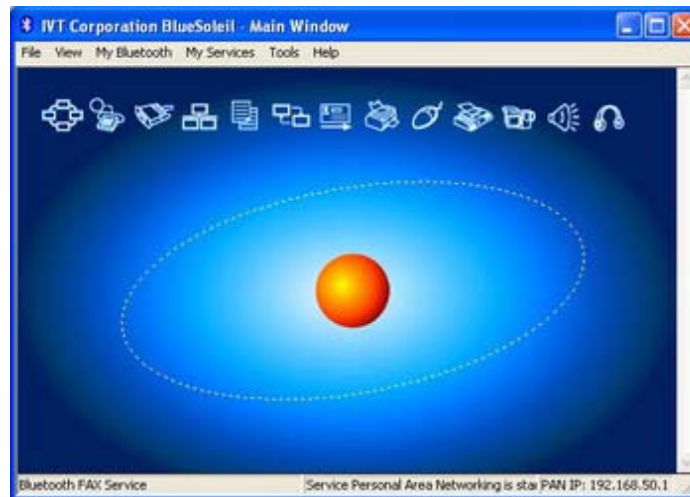 IVT Corporation BlueSoleil - Main Window
File View My Bluetooth My Services Tools Help
Bluetooth FAX Service Service Personal Area Networking is sta PAN IP: 192.168.50.1